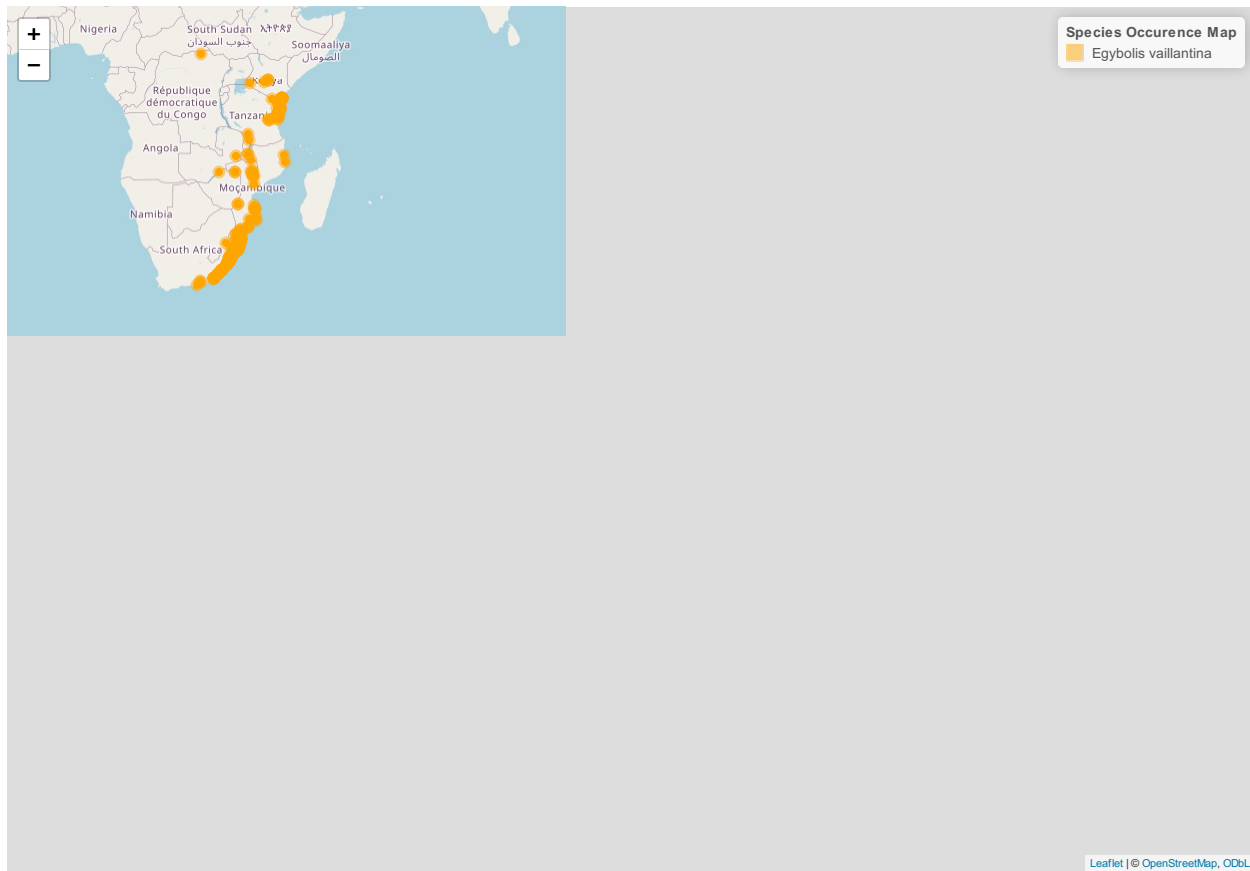 +
−
Nigeria
South Sudan
جنوب السودان
ኢትዮጵያ
Soomaaliya
الصومال
République
démocratique
du Congo
Angola
Moçambique
Namibia
South Africa
Species Occurence Map
Egybolis vaillantina
Leaflet | © OpenStreetMap, ODbL